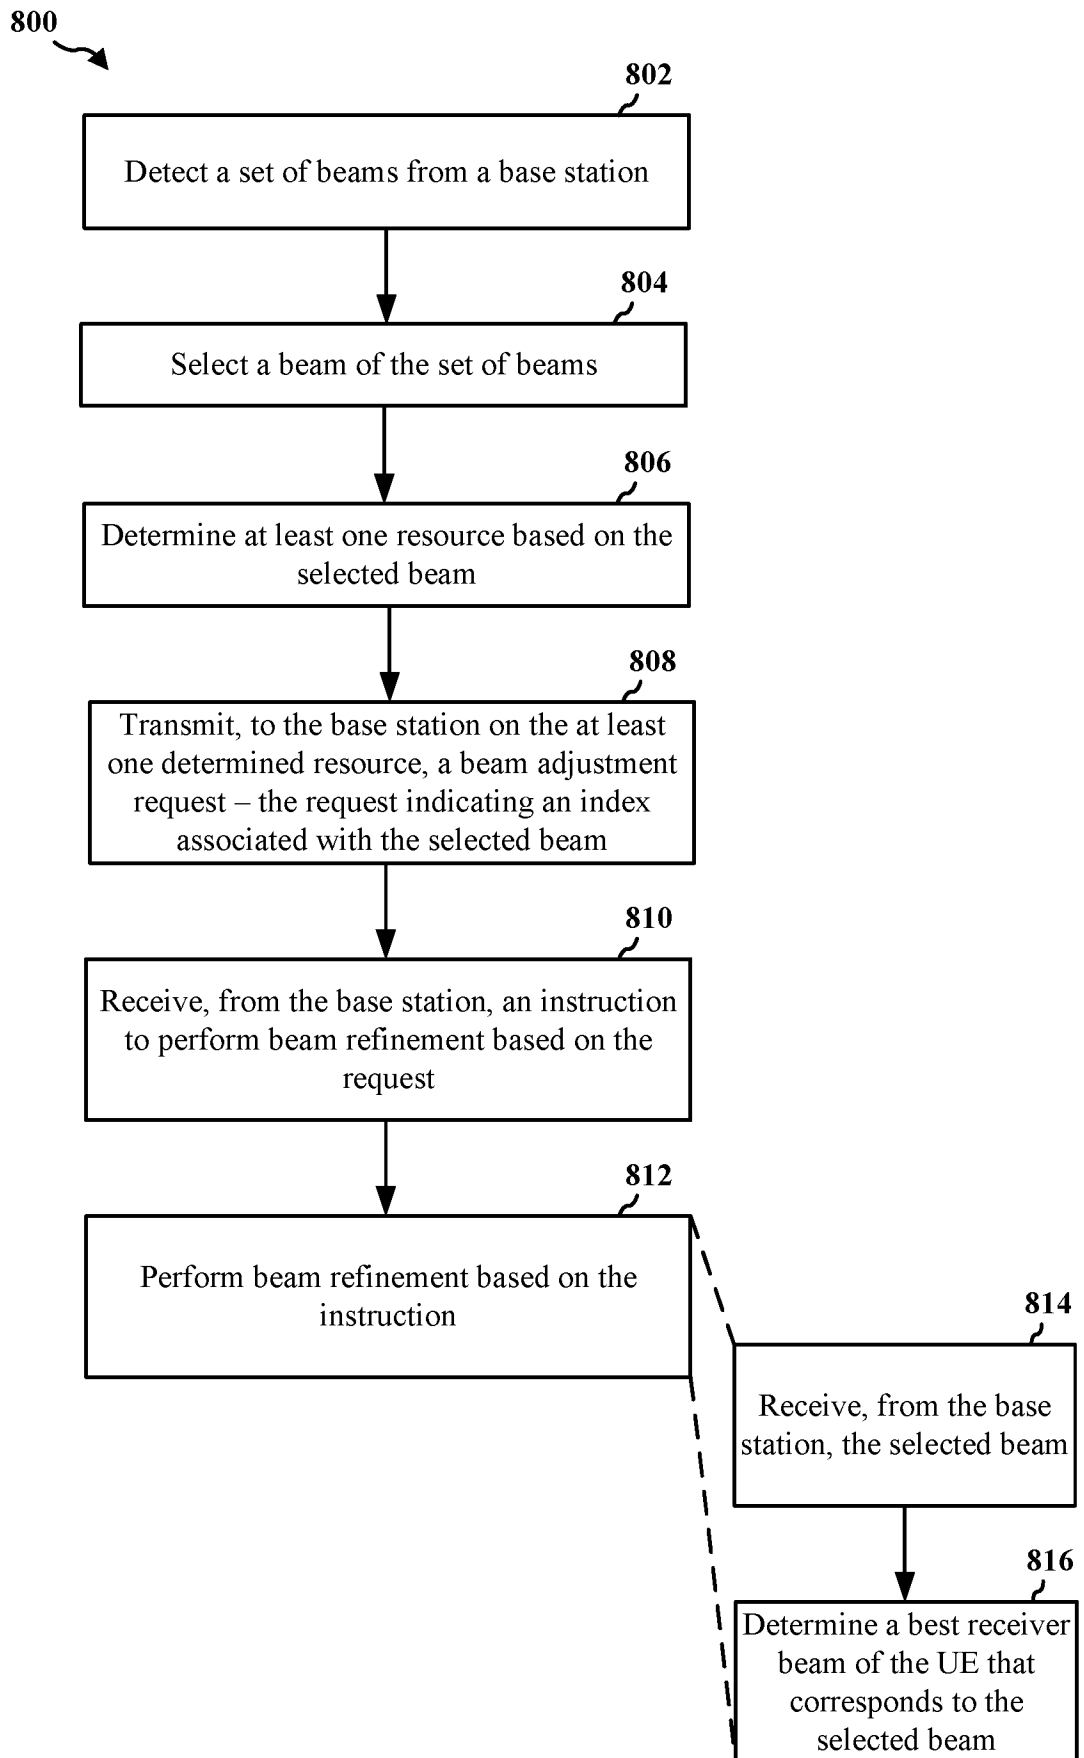 800
802
Detect a set of beams from a base station
804
Select a beam of the set of beams
806
Determine at least one resource based on the
selected beam
808
Transmit, to the base station on the at least
one determined resource, a beam adjustment
request – the request indicating an index
associated with the selected beam
810
Receive, from the base station, an instruction
to perform beam refinement based on the
request
812
Perform beam refinement based on the
instruction
814
Receive, from the base
station, the selected beam
816
Determine a best receiver
beam of the UE that
corresponds to the
selected beam